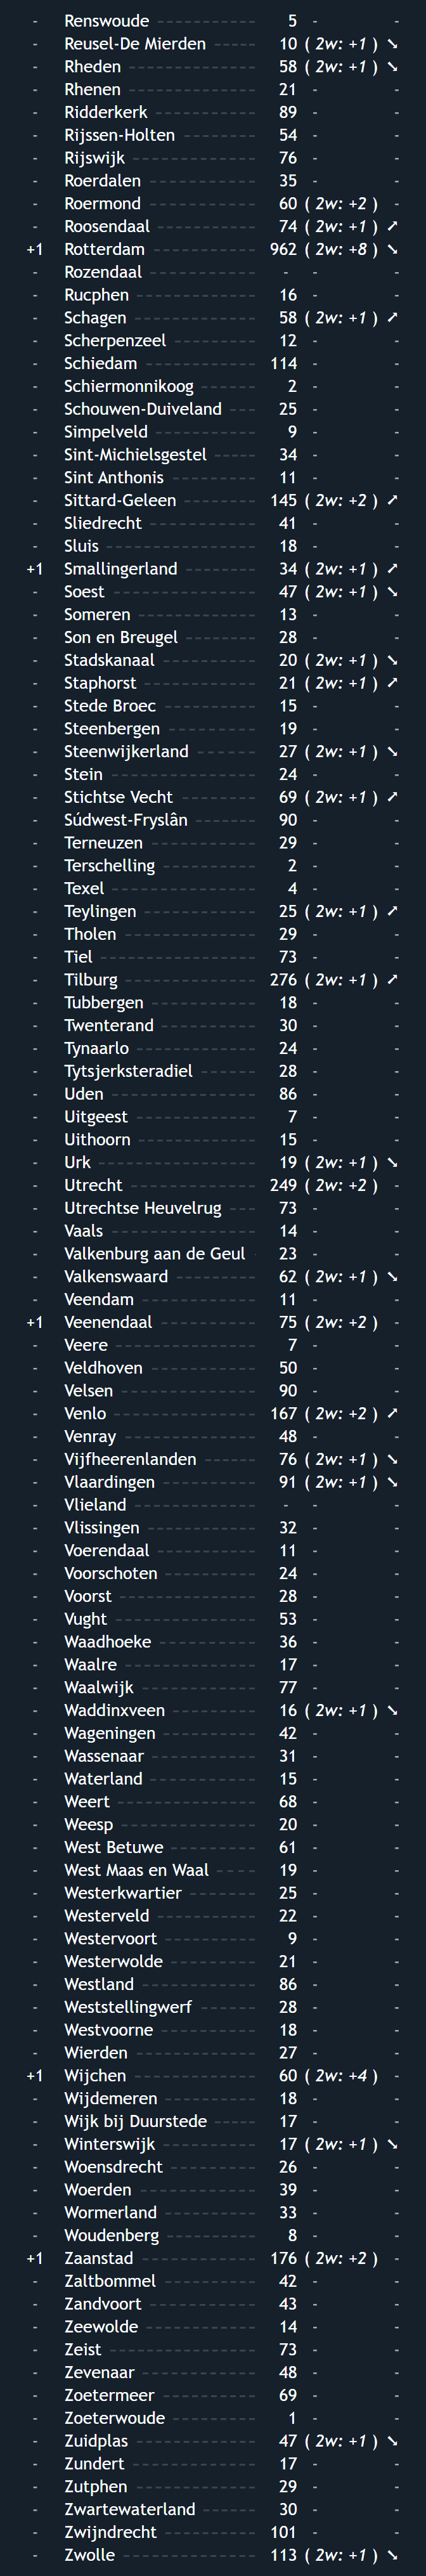 - Renswoude 5 - -
- Reusel-De Mierden 10 ( 2w: +1 ) ➘
- Rheden 58 ( 2w: +1 ) ➘
- Rhenen 21 - -
- Ridderkerk 89 - -
- Rijssen-Holten 54 - -
- Rijswijk 76 - -
- Roerdalen 35 - -
- Roermond 60 ( 2w: +2 ) -
- Roosendaal 74 ( 2w: +1 ) ➚
+1 Rotterdam 962 ( 2w: +8 ) ➘
- Rozendaal - - -
- Rucphen 16 - -
- Schagen 58 ( 2w: +1 ) ➚
- Scherpenzeel 12 - -
- Schiedam 114 - -
- Schiermonnikoog 2 - -
- Schouwen-Duiveland 25 - -
- Simpelveld 9 - -
- Sint-Michielsgestel 34 - -
- Sint Anthonis 11 - -
- Sittard-Geleen 145 ( 2w: +2 ) ➚
- Sliedrecht 41 - -
- Sluis 18 - -
+1 Smallingerland 34 ( 2w: +1 ) ➚
- Soest 47 ( 2w: +1 ) ➘
- Someren 13 - -
- Son en Breugel 28 - -
- Stadskanaal 20 ( 2w: +1 ) ➘
- Staphorst 21 ( 2w: +1 ) ➚
- Stede Broec 15 - -
- Steenbergen 19 - -
- Steenwijkerland 27 ( 2w: +1 ) ➘
- Stein 24 - -
- Stichtse Vecht 69 ( 2w: +1 ) ➚
- Súdwest-Fryslân 90 - -
- Terneuzen 29 - -
- Terschelling 2 - -
- Texel 4 - -
- Teylingen 25 ( 2w: +1 ) ➚
- Tholen 29 - -
- Tiel 73 - -
- Tilburg 276 ( 2w: +1 ) ➚
- Tubbergen 18 - -
- Twenterand 30 - -
- Tynaarlo 24 - -
- Tytsjerksteradiel 28 - -
- Uden 86 - -
- Uitgeest 7 - -
- Uithoorn 15 - -
- Urk 19 ( 2w: +1 ) ➘
- Utrecht 249 ( 2w: +2 ) -
- Utrechtse Heuvelrug 73 - -
- Vaals 14 - -
- Valkenburg aan de Geul 23 - -
- Valkenswaard 62 ( 2w: +1 ) ➘
- Veendam 11 - -
+1 Veenendaal 75 ( 2w: +2 ) -
- Veere 7 - -
- Veldhoven 50 - -
- Velsen 90 - -
- Venlo 167 ( 2w: +2 ) ➚
- Venray 48 - -
- Vijfheerenlanden 76 ( 2w: +1 ) ➘
- Vlaardingen 91 ( 2w: +1 ) ➘
- Vlieland - - -
- Vlissingen 32 - -
- Voerendaal 11 - -
- Voorschoten 24 - -
- Voorst 28 - -
- Vught 53 - -
- Waadhoeke 36 - -
- Waalre 17 - -
- Waalwijk 77 - -
- Waddinxveen 16 ( 2w: +1 ) ➘
- Wageningen 42 - -
- Wassenaar 31 - -
- Waterland 15 - -
- Weert 68 - -
- Weesp 20 - -
- West Betuwe 61 - -
- West Maas en Waal 19 - -
- Westerkwartier 25 - -
- Westerveld 22 - -
- Westervoort 9 - -
- Westerwolde 21 - -
- Westland 86 - -
- Weststellingwerf 28 - -
- Westvoorne 18 - -
- Wierden 27 - -
+1 Wijchen 60 ( 2w: +4 ) -
- Wijdemeren 18 - -
- Wijk bij Duurstede 17 - -
- Winterswijk 17 ( 2w: +1 ) ➘
- Woensdrecht 26 - -
- Woerden 39 - -
- Wormerland 33 - -
- Woudenberg 8 - -
+1 Zaanstad 176 ( 2w: +2 ) -
- Zaltbommel 42 - -
- Zandvoort 43 - -
- Zeewolde 14 - -
- Zeist 73 - -
- Zevenaar 48 - -
- Zoetermeer 69 - -
- Zoeterwoude 1 - -
- Zuidplas 47 ( 2w: +1 ) ➘
- Zundert 17 - -
- Zutphen 29 - -
- Zwartewaterland 30 - -
- Zwijndrecht 101 - -
- Zwolle 113 ( 2w: +1 ) ➘